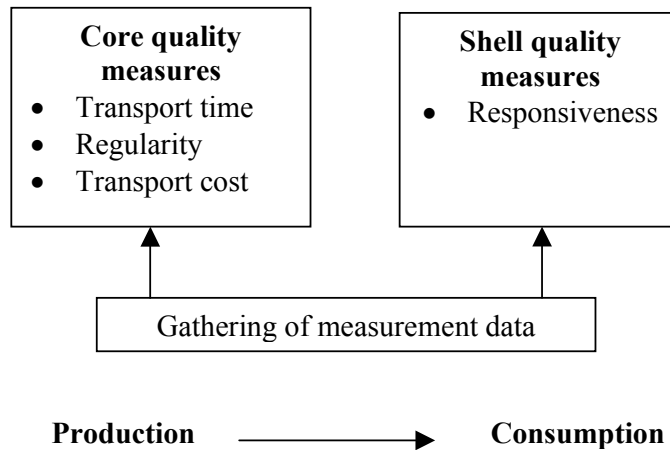 Core quality
measures
• Transport time
• Regularity
• Transport cost
Shell quality
measures
• Responsiveness
Gathering of measurement data
Production
Consumption